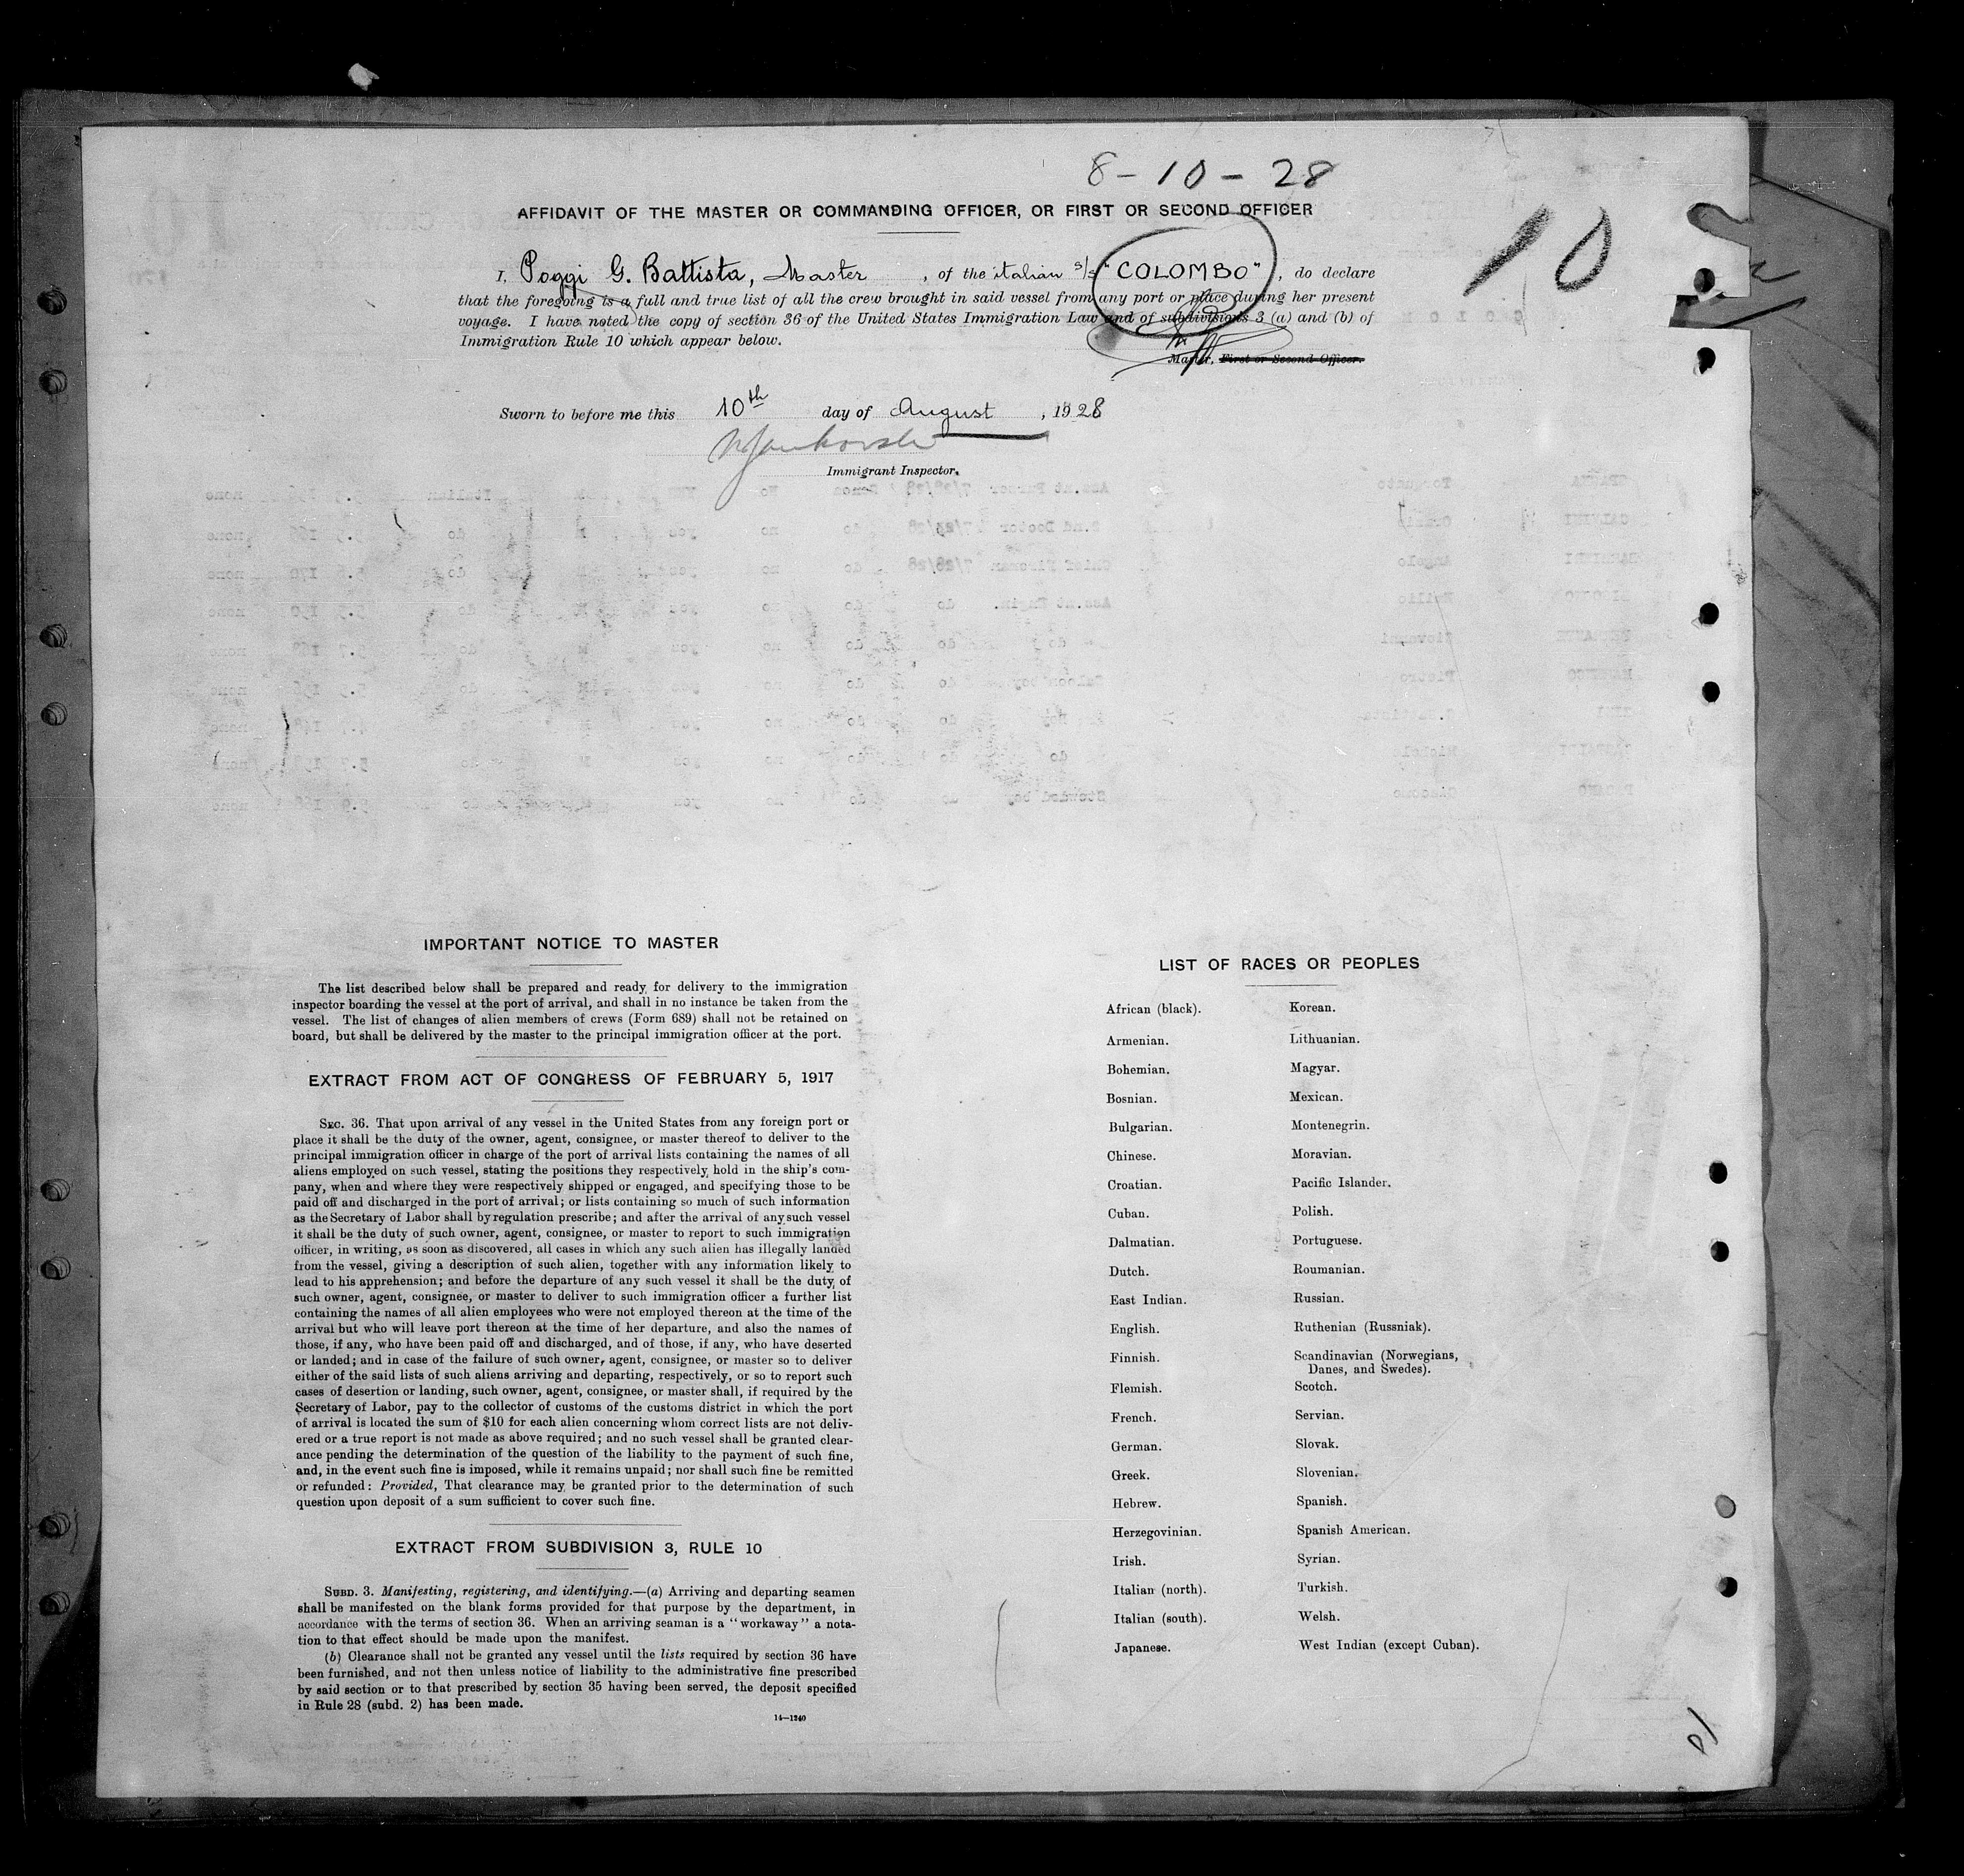 8-10-28
AFFIDAVIT OF THE MASTER OR COMMANDING OFFICER, OR FIRST OR SECOND OFFICER
10
I, Poggi G. Battista, Master, of the italian s/s "COLOMBO", do declare
that the foregoing is a full and true list of all the crew brought in said vessel from any port or place during her present
voyage. I have noted the copy of section 36 of the United States Immigration Law and of subdivisions 3 (a) and (b) of
Immigration Rule 10 which appear below.
Master, First or Second Officer.
Sworn to before me this 10th day of August, 1928
Immigrant Inspector.
IMPORTANT NOTICE TO MASTER
The list described below shall be prepared and ready for delivery to the immigration
inspector boarding the vessel at the port of arrival, and shall in no instance be taken from the
vessel. The list of changes of alien members of crews (Form 689) shall not be retained on
board, but shall be delivered by the master to the principal immigration officer at the port.
EXTRACT FROM ACT OF CONGRESS OF FEBRUARY 5, 1917
SEC. 36. That upon arrival of any vessel in the United States from any foreign port or
place it shall be the duty of the owner, agent, consignee, or master thereof to deliver to the
principal immigration officer in charge of the port of arrival lists containing the names of all
aliens employed on such vessel, stating the positions they respectively hold in the ship's com-
pany, when and where they were respectively shipped or engaged, and specifying those to be
paid off and discharged in the port of arrival; or lists containing so much of such information
as the Secretary of Labor shall by regulation prescribe; and after the arrival of any such vessel
it shall be the duty of such owner, agent, consignee, or master to report to such immigration
officer, in writing, as soon as discovered, all cases in which any such alien has illegally landed
from the vessel, giving a description of such alien, together with any information likely to
lead to his apprehension; and before the departure of any such vessel it shall be the duty of
such owner, agent, consignee, or master to deliver to such immigration officer a further list
containing the names of all alien employees who were not employed thereon at the time of the
arrival but who will leave port thereon at the time of her departure, and also the names of
those, if any, who have been paid off and discharged, and of those, if any, who have deserted
or landed; and in case of the failure of such owner, agent, consignee, or master so to deliver
either of the said lists of such aliens arriving and departing, respectively, or so to report such
cases of desertion or landing, such owner, agent, consignee, or master shall, if required by the
Secretary of Labor, pay to the collector of customs of the customs district in which the port
of arrival is located the sum of $10 for each alien concerning whom correct lists are not deliv-
ered or a true report is not made as above required; and no such vessel shall be granted clear-
ance pending the determination of the question of the liability to the payment of such fine,
and, in the event such fine is imposed, while it remains unpaid; nor shall such fine be remitted
or refunded: Provided, That clearance may be granted prior to the determination of such
question upon deposit of a sum sufficient to cover such fine.
EXTRACT FROM SUBDIVISION 3, RULE 10
SUBD. 3. Manifesting, registering, and identifying.—(a) Arriving and departing seamen
shall be manifested on the blank forms provided for that purpose by the department, in
accordance with the terms of section 36. When an arriving seaman is a "workaway" a nota-
tion to that effect should be made upon the manifest.
(b) Clearance shall not be granted any vessel until the lists required by section 36 have
been furnished, and not then unless notice of liability to the administrative fine prescribed
by said section or to that prescribed by section 35 having been served, the deposit specified
in Rule 28 (subd. 2) has been made.
14—1240
LIST OF RACES OR PEOPLES
African (black).
Armenian.
Bohemian.
Bosnian.
Bulgarian.
Chinese.
Croatian.
Cuban.
Dalmatian.
Dutch.
East Indian.
English.
Finnish.
Flemish.
French.
German.
Greek.
Hebrew.
Herzegovinian.
Irish.
Italian (north).
Italian (south).
Japanese.
Korean.
Lithuanian.
Magyar.
Mexican.
Montenegrin.
Moravian.
Pacific Islander.
Polish.
Portuguese.
Roumanian.
Russian.
Ruthenian (Russniak).
Scandinavian (Norwegians,
Danes, and Swedes).
Scotch.
Servian.
Slovak.
Slovenian.
Spanish.
Spanish American.
Syrian.
Turkish.
Welsh.
West Indian (except Cuban).